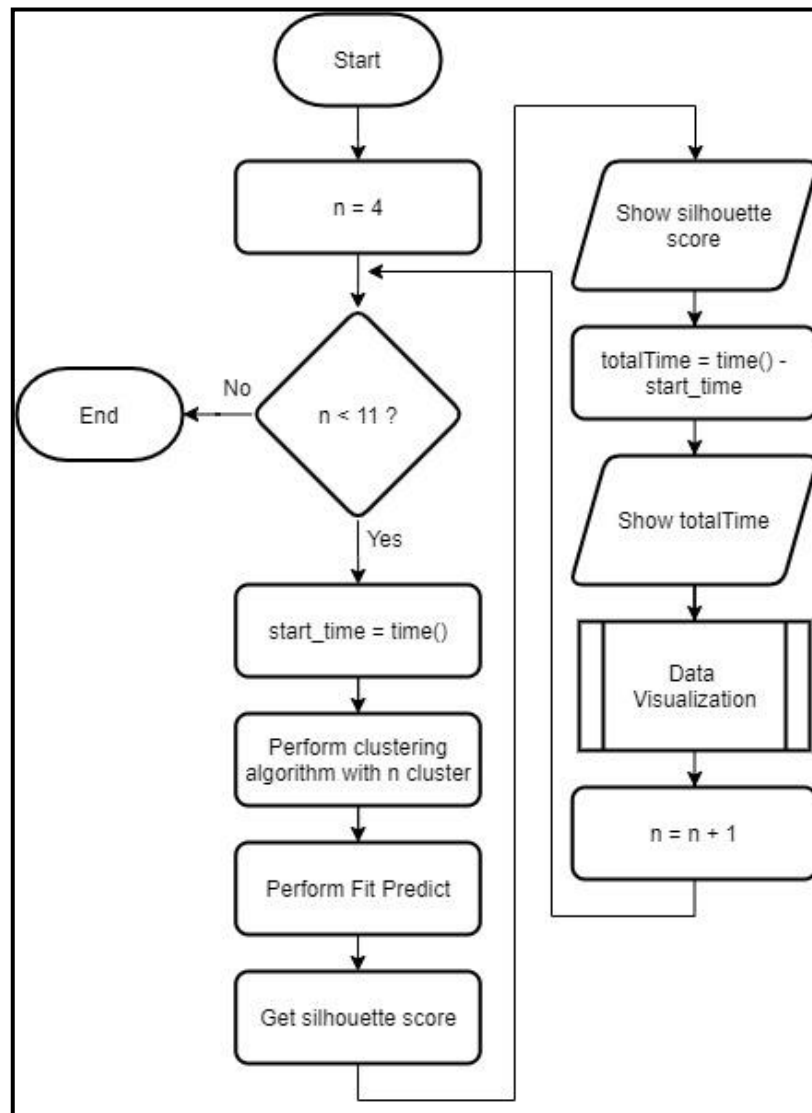 Start
n = 4
n < 11 ?
No
End
Yes
start_time = time()
Perform clustering
algorithm with n cluster
Perform Fit Predict
Get silhouette score
Show silhouette
score
totalTime = time() -
start_time
Show totalTime
Data
Visualization
n = n + 1